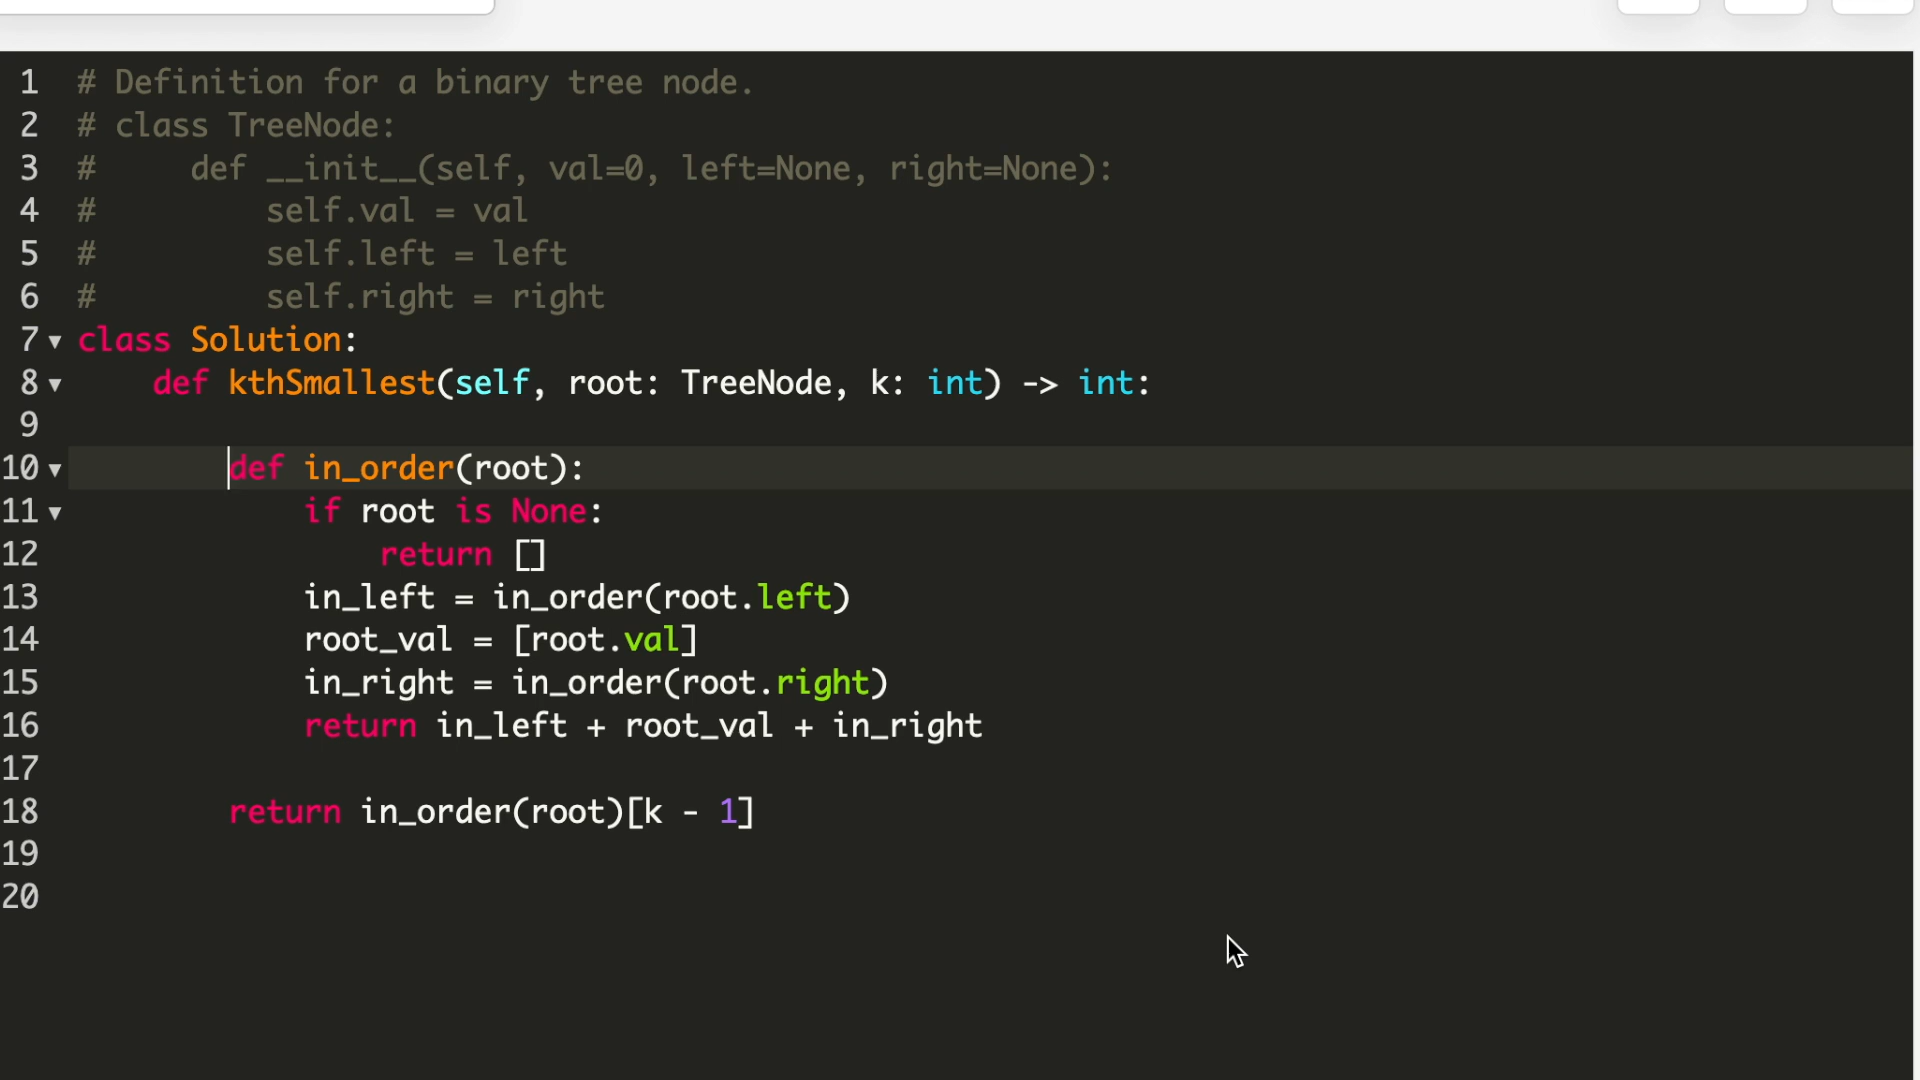 1 # Definition for a binary tree node.
2 # class TreeNode:
3 #     def __init__(self, val=0, left=None, right=None):
4 #         self.val = val
5 #         self.left = left
6 #         self.right = right
7 class Solution:
8     def kthSmallest(self, root: TreeNode, k: int) -> int:
9
10         def in_order(root):
11             if root is None:
12                 return []
13             in_left = in_order(root.left)
14             root_val = [root.val]
15             in_right = in_order(root.right)
16             return in_left + root_val + in_right
17
18         return in_order(root)[k - 1]
19
20